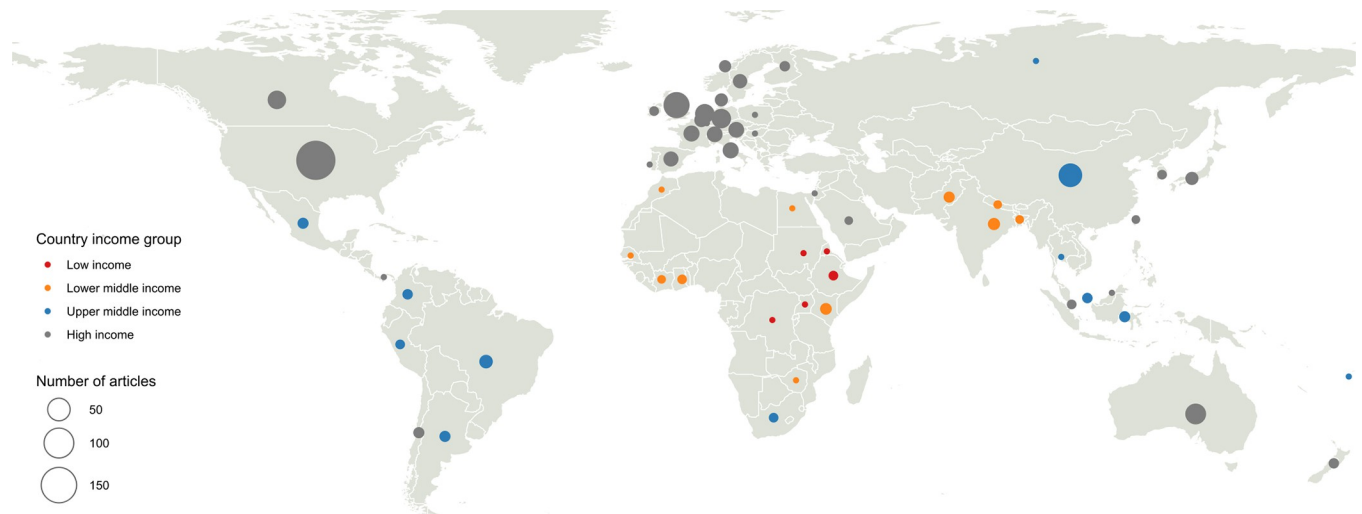 Country income group
Low income
Lower middle income
Upper middle income
High income
Number of articles
50
100
150